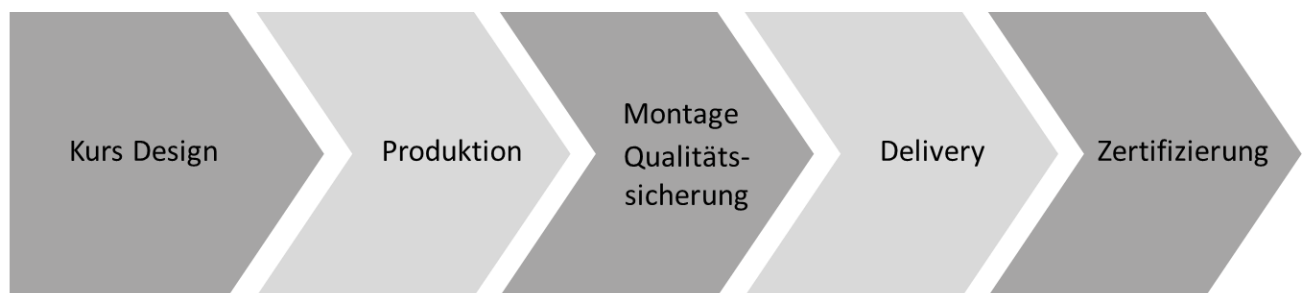 Kurs Design
Produktion
Montage
Qualitäts-
sicherung
Delivery
Zertifizierung